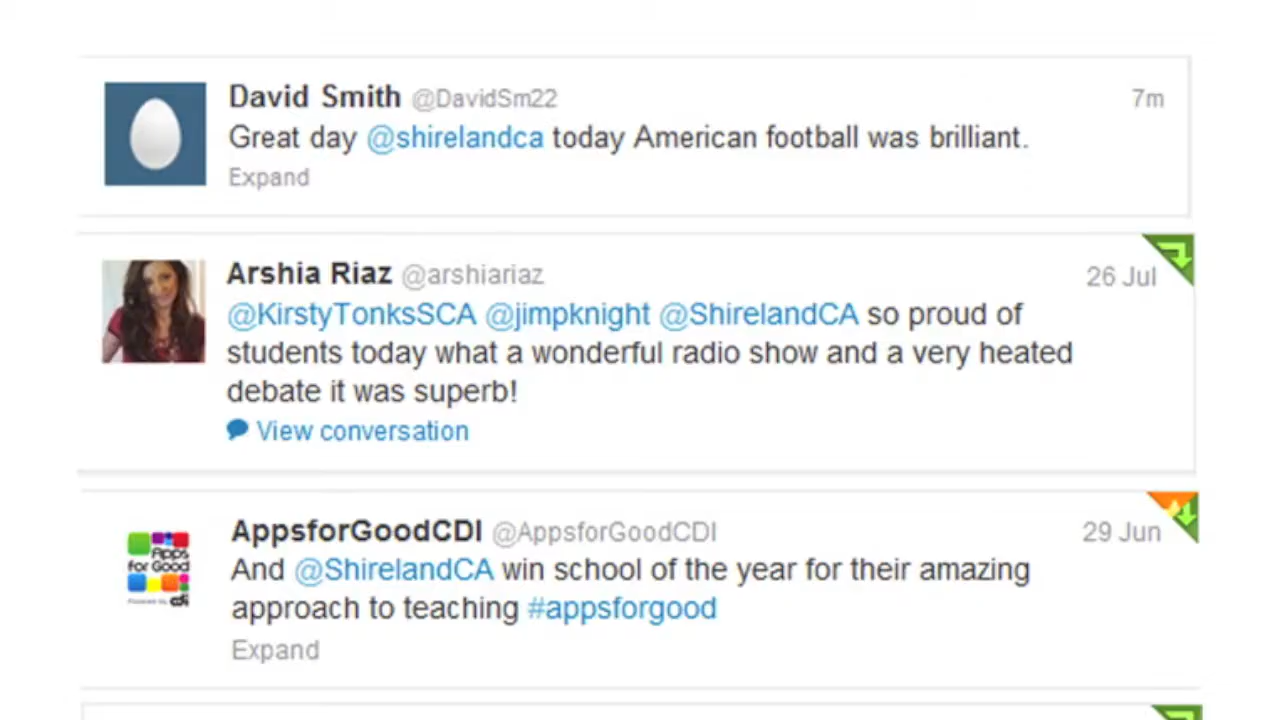 David Smith @DavidSm22 7m
Great day @shirelandca today American football was brilliant.
Expand
Arshia Riaz @arshiariaz 26 Jul
@KirstyTonksSCA @jimpknight @ShirelandCA so proud of
students today what a wonderful radio show and a very heated
debate it was superb!
View conversation
AppsforGoodCDI @AppsforGoodCDI 29 Jun
Apps
for Good
And @ShirelandCA win school of the year for their amazing
approach to teaching #appsforgood
Expand